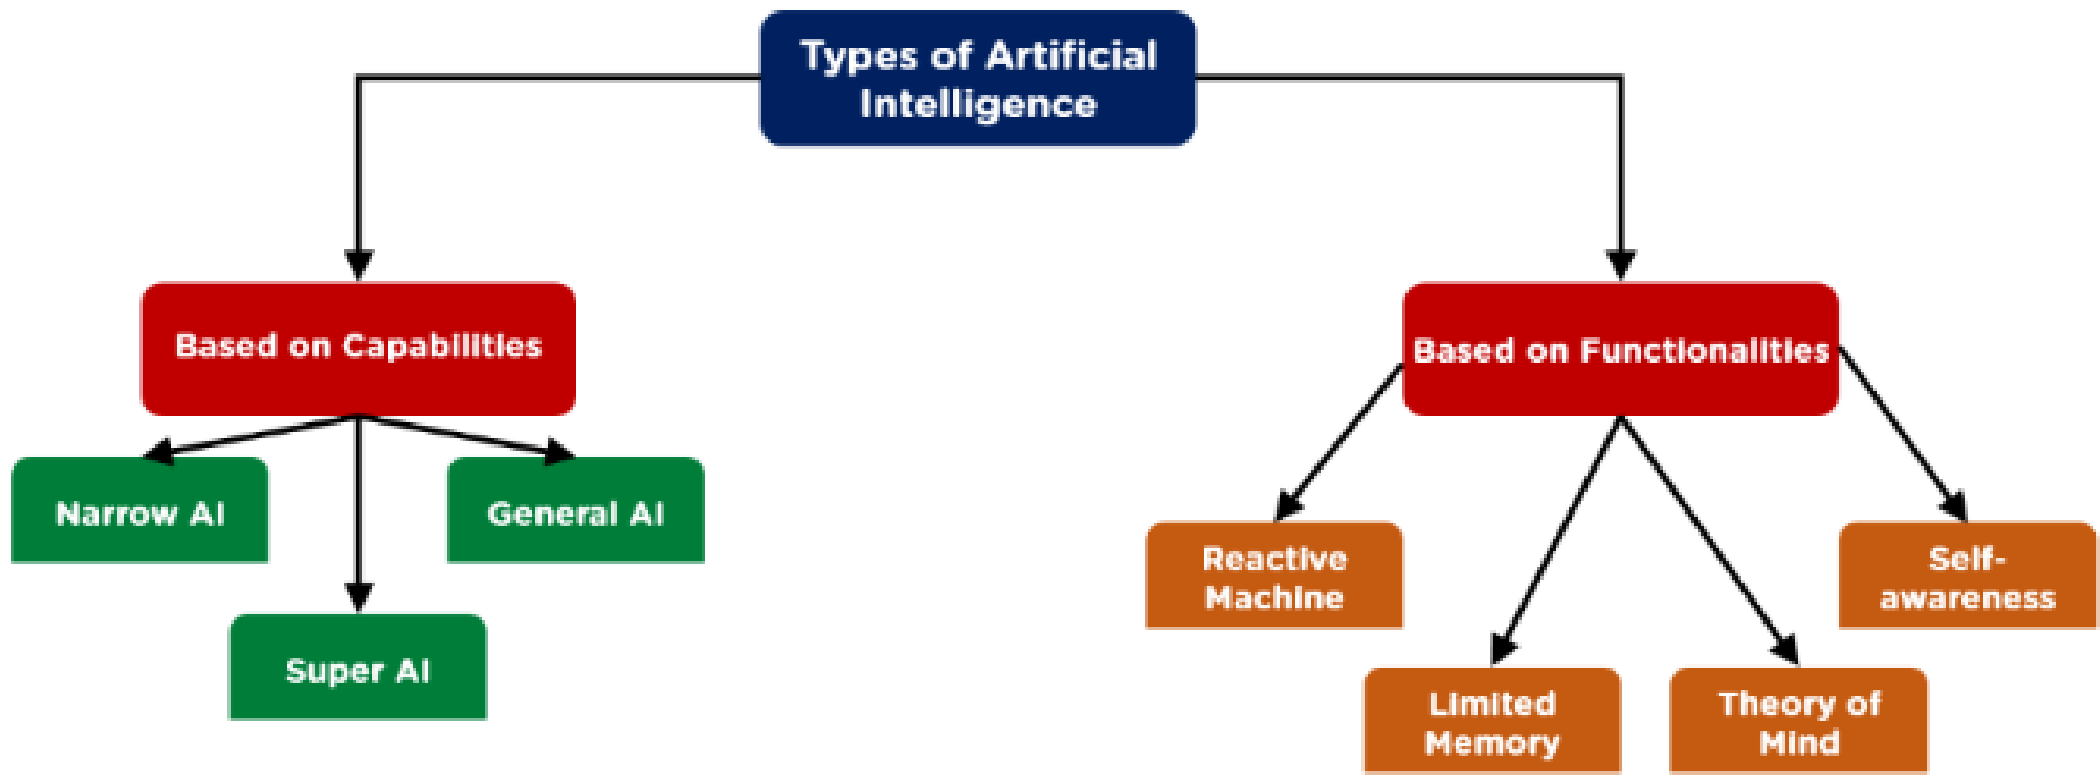 Types of Artificial
Intelligence
Based on Capabilities
Based on Functionalities
Narrow AI
General AI
Super AI
Reactive
Machine
Self-
awareness
Limited
Memory
Theory of
Mind